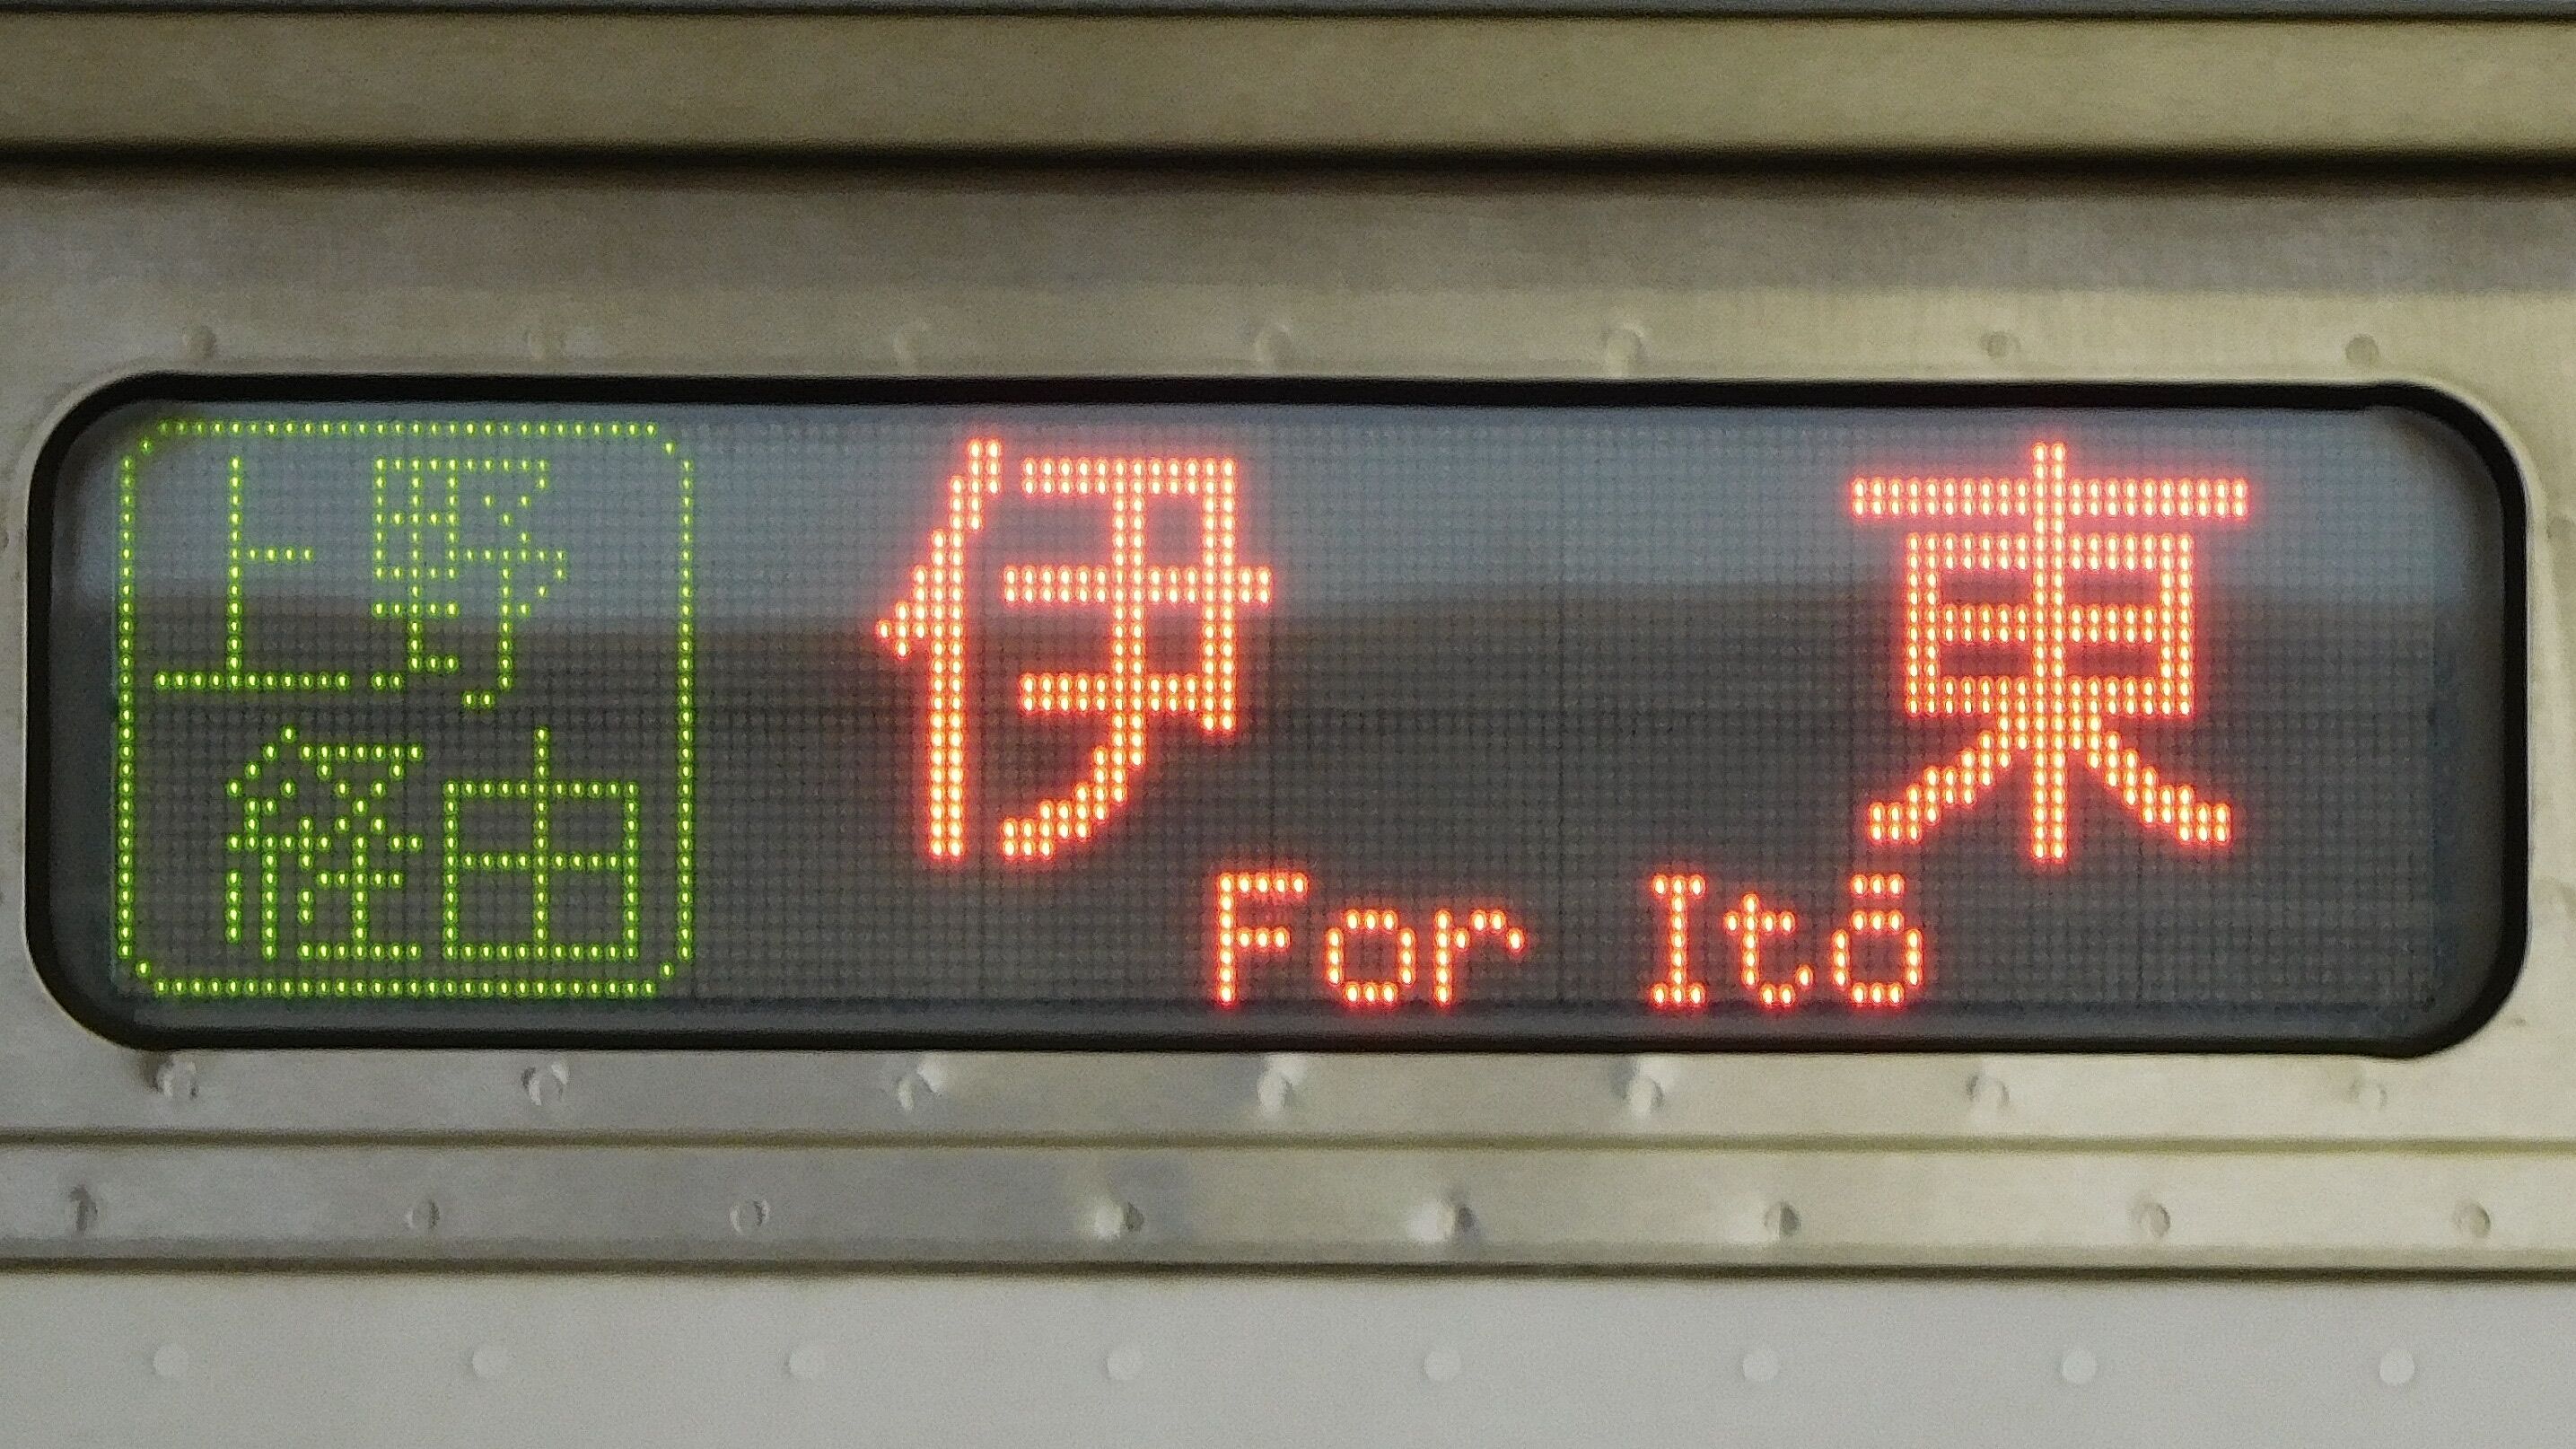 上野
経由
伊東
For Itō